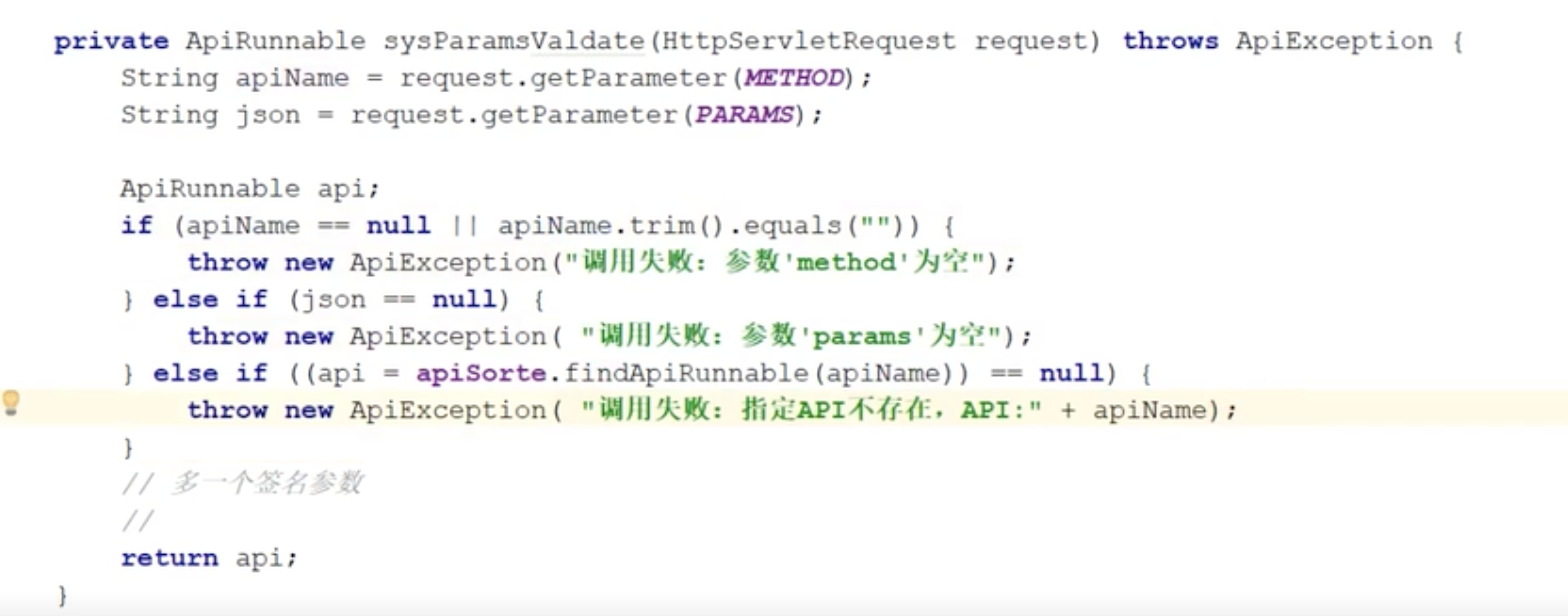 private ApiRunnable sysParamsValdate(HttpServletRequest request) throws ApiException {
    String apiName = request.getParameter(METHOD);
    String json = request.getParameter(PARAMS);

    ApiRunnable api;
    if (apiName == null || apiName.trim().equals("")) {
        throw new ApiException("调用失败：参数'method'为空");
    } else if (json == null) {
        throw new ApiException( "调用失败：参数'params'为空");
    } else if ((api = apiSorte.findApiRunnable(apiName)) == null) {
        throw new ApiException( "调用失败：指定API不存在，API:" + apiName);
    }
    // 多一个签名参数
    //
    return api;
}